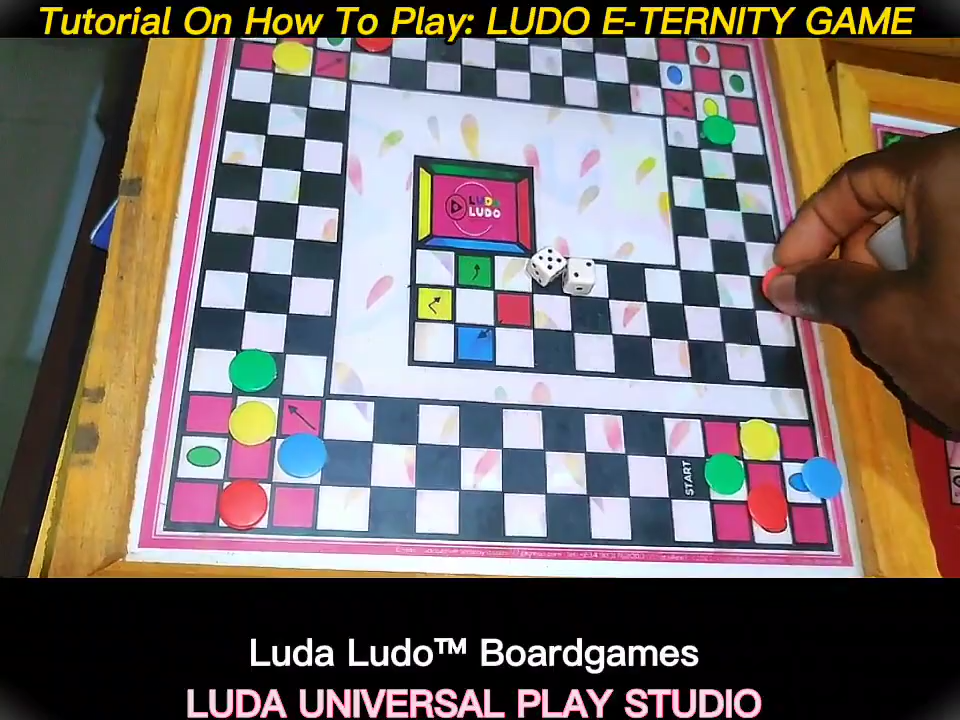 Tutorial On How To Play: LUDO E-TERNITY GAME
LUDA
LUDO
START
Luda Ludo™ Boardgames
LUDA UNIVERSAL PLAY STUDIO